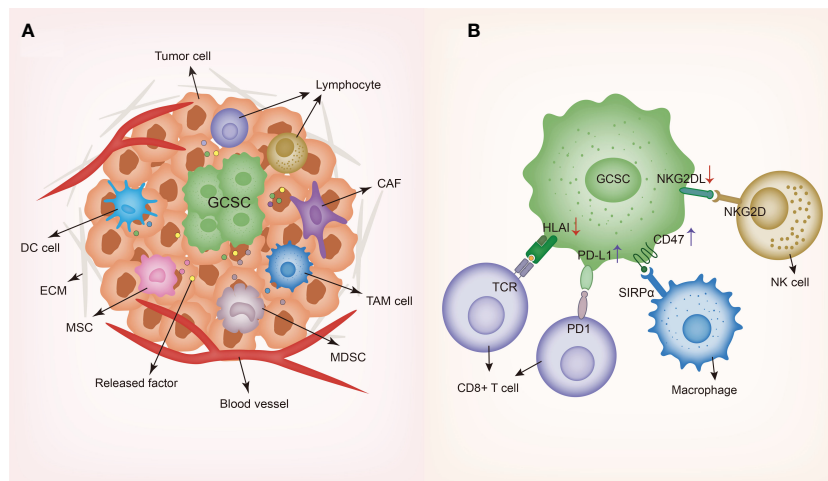 A
Tumor cell
Lymphocyte
GCSC
CAF
DC cell
ECM
TAM cell
MSC
MDSC
Released factor
Blood vessel
B
GCSC
NKG2DL
NKG2D
HLAI
CD47
PD-L1
NK cell
TCR
SIRPα
PD1
CD8+ T cell
Macrophage